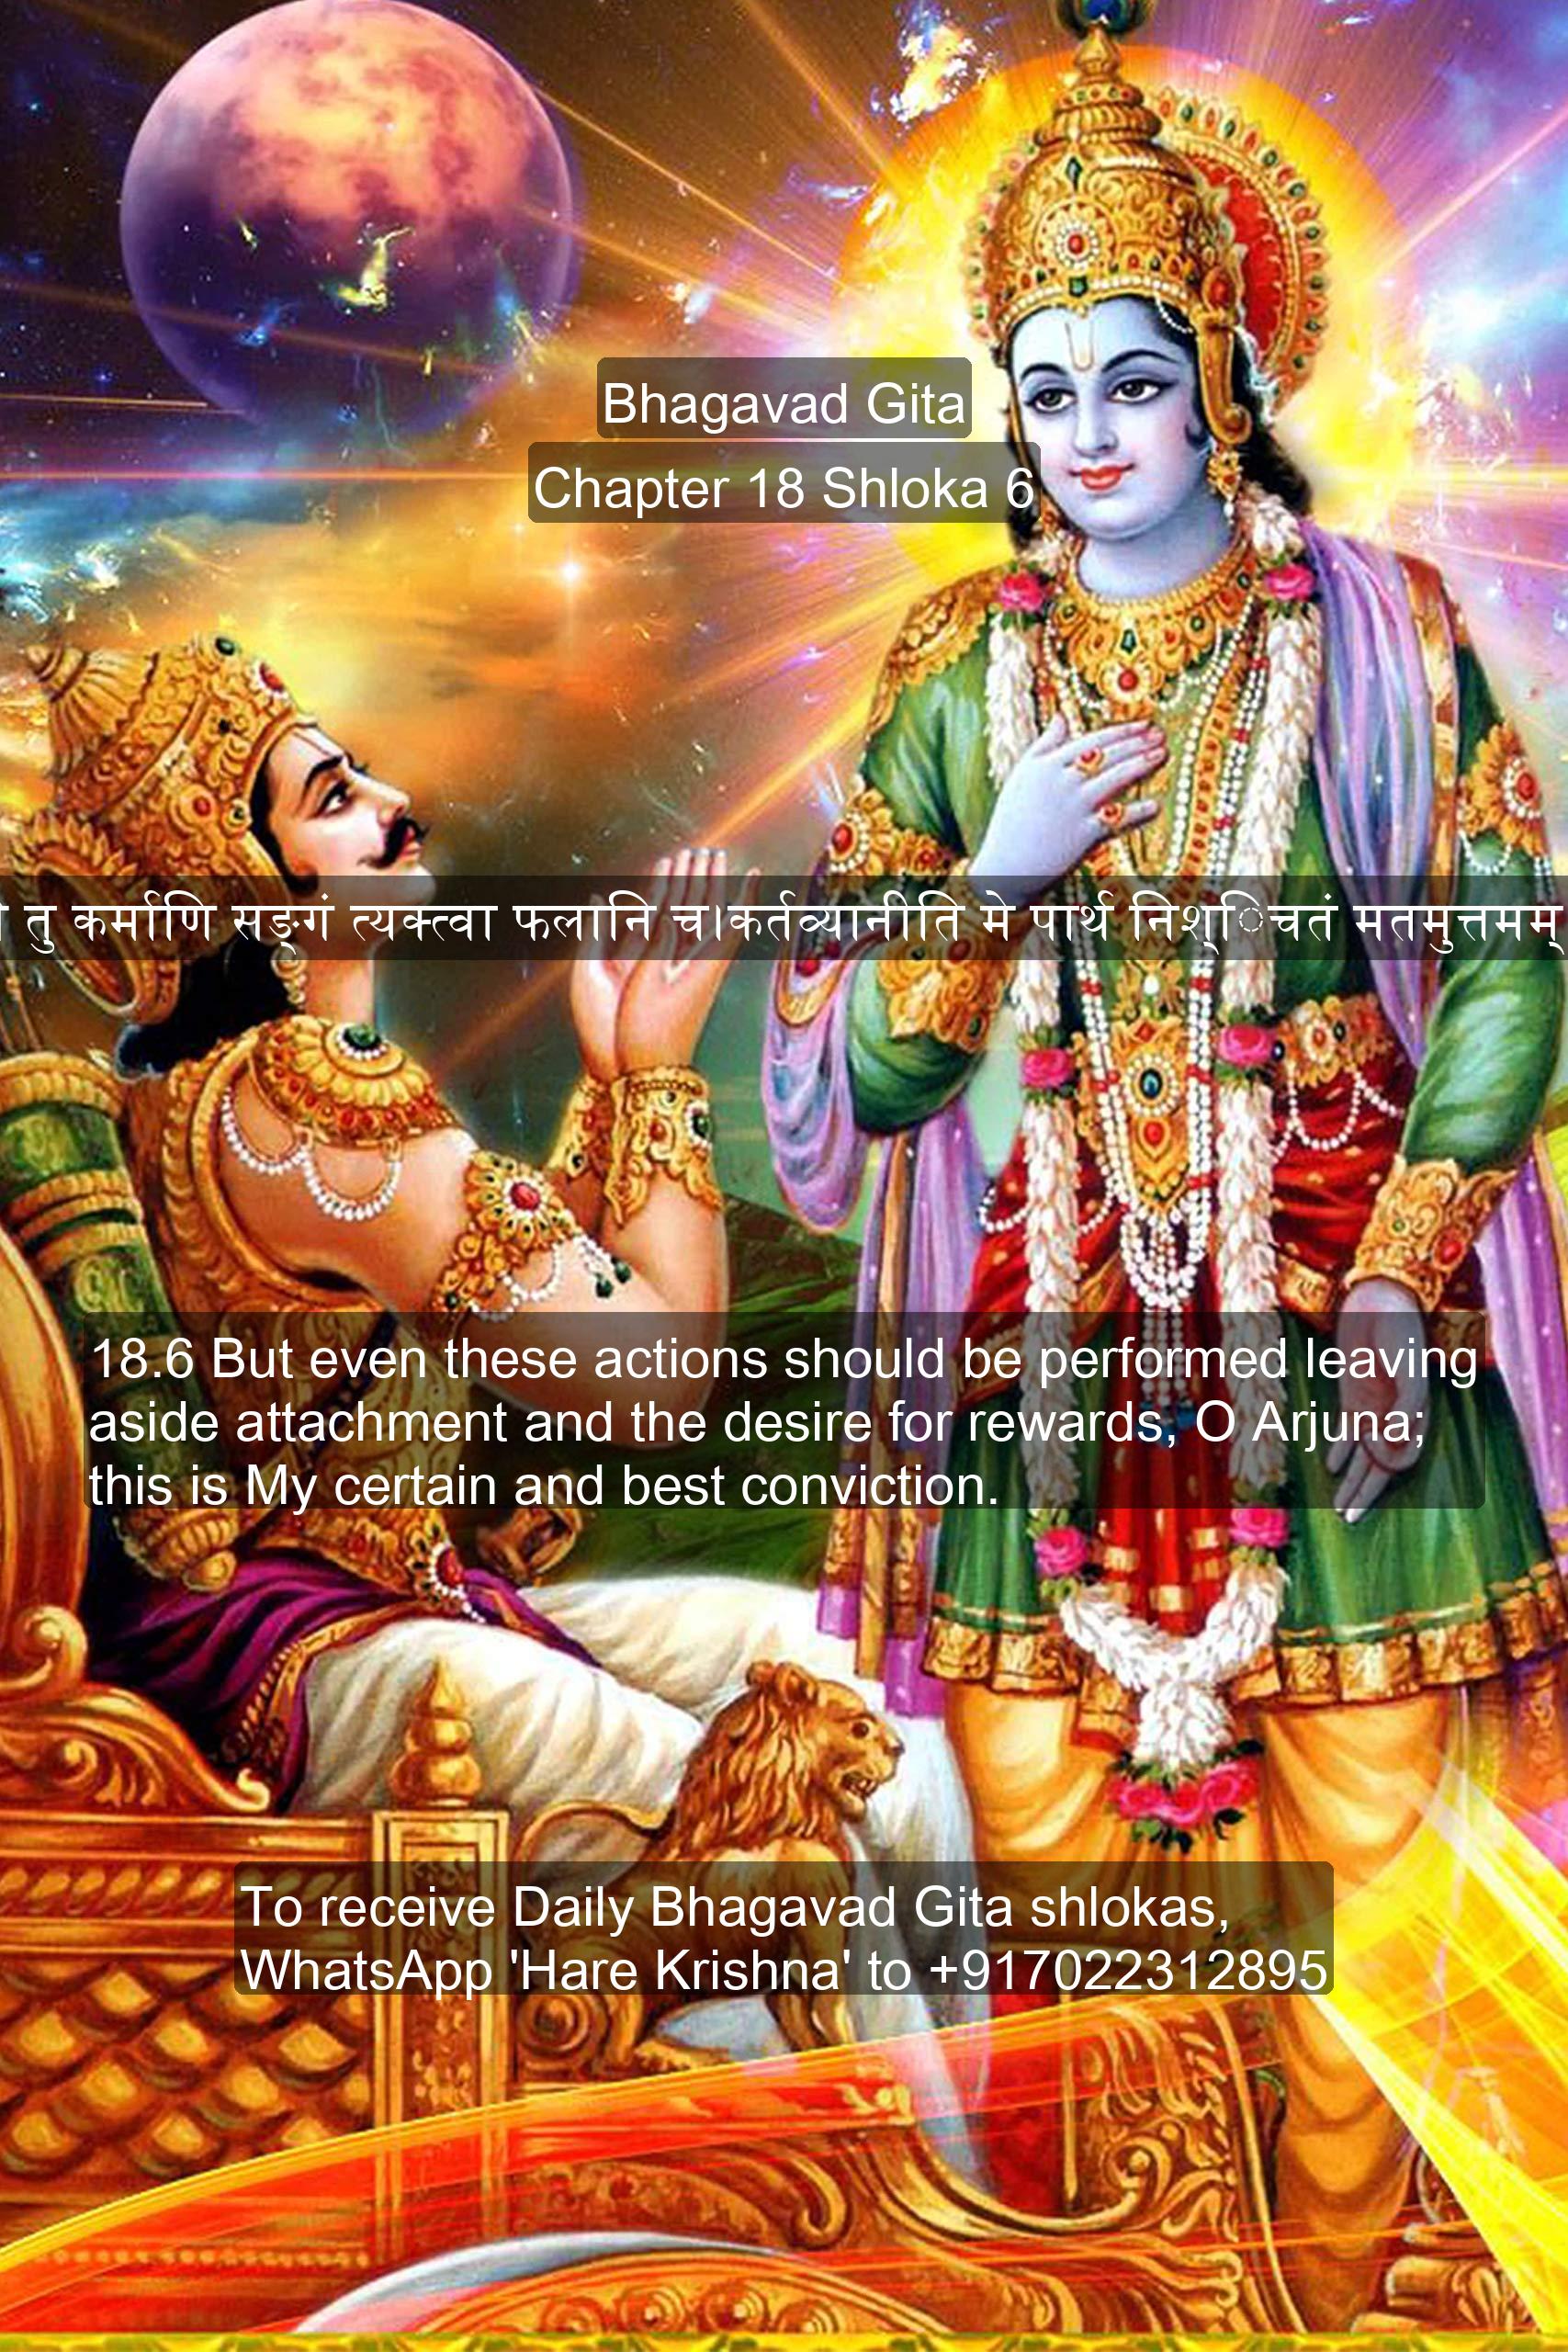 Bhagavad Gita
Chapter 18 Shloka 6
तु कर्माणि सङ्गं त्यक्त्वा फलानि च।कर्तव्यानीति मे पार्थ निश्िचतं मतमुत्तमम्
18.6 But even these actions should be performed leaving
aside attachment and the desire for rewards, O Arjuna;
this is My certain and best conviction.
To receive Daily Bhagavad Gita shlokas,
WhatsApp 'Hare Krishna' to +917022312895